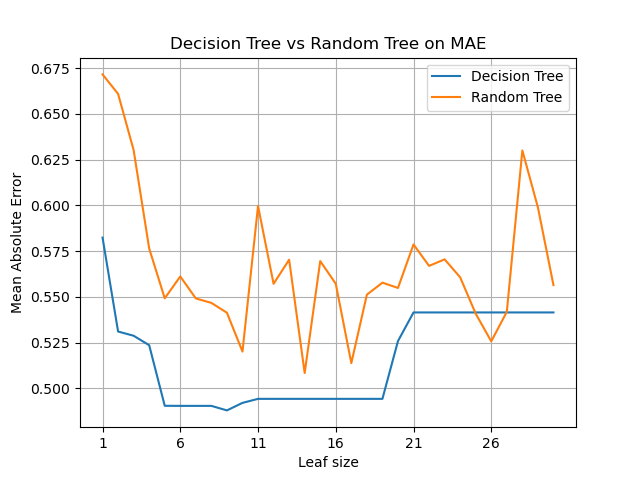 Decision Tree vs Random Tree on MAE
Decision Tree
Random Tree
Mean Absolute Error
0.675
0.650
0.625
0.600
0.575
0.550
0.525
0.500
1
6
11
16
21
26
Leaf size